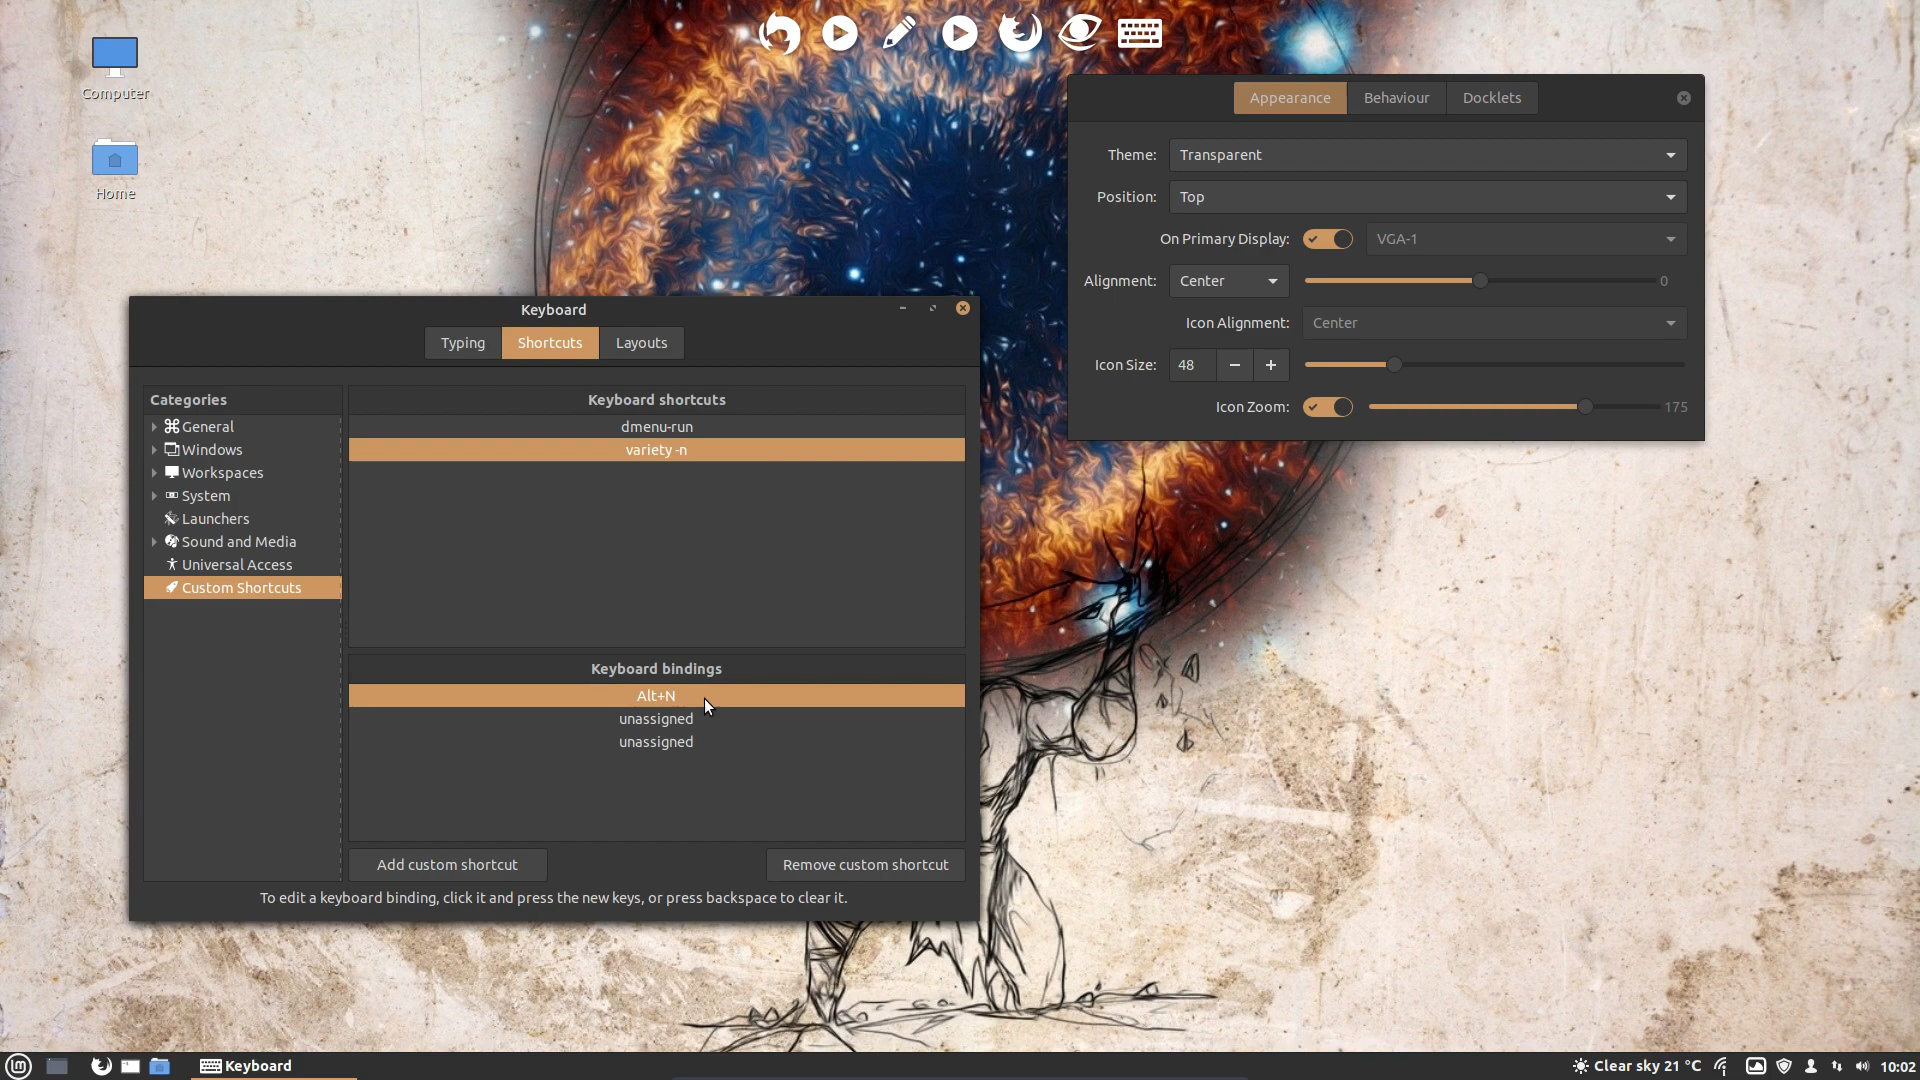 Computer
Home
Appearance
Behaviour
Docklets
Theme:
Transparent
Position:
Top
On Primary Display:
VGA-1
Alignment:
Center
0
Icon Alignment:
Center
Icon Size:
48
Icon Zoom:
175
Keyboard
Typing
Shortcuts
Layouts
Categories
General
Windows
Workspaces
System
Launchers
Sound and Media
Universal Access
Custom Shortcuts
Keyboard shortcuts
dmenu-run
variety -n
Keyboard bindings
Alt+N
unassigned
unassigned
Add custom shortcut
Remove custom shortcut
To edit a keyboard binding, click it and press the new keys, or press backspace to clear it.
Keyboard
Clear sky 21 °C
10:02